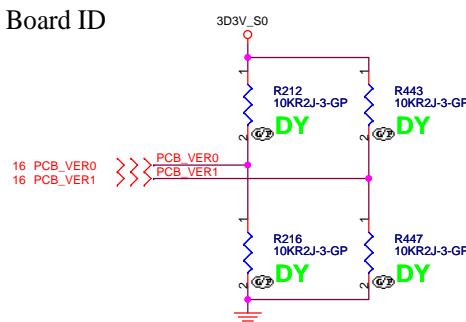 Board ID
3D3V_S0
1 1
R212 R443
10KR2J-3-GP 10KR2J-3-GP
2 G/P DY 2 G/P DY
16 PCB_VER0 PCB_VER0
16 PCB_VER1 PCB_VER1
1 1
R216 R447
10KR2J-3-GP 10KR2J-3-GP
2 G/P DY 2 G/P DY